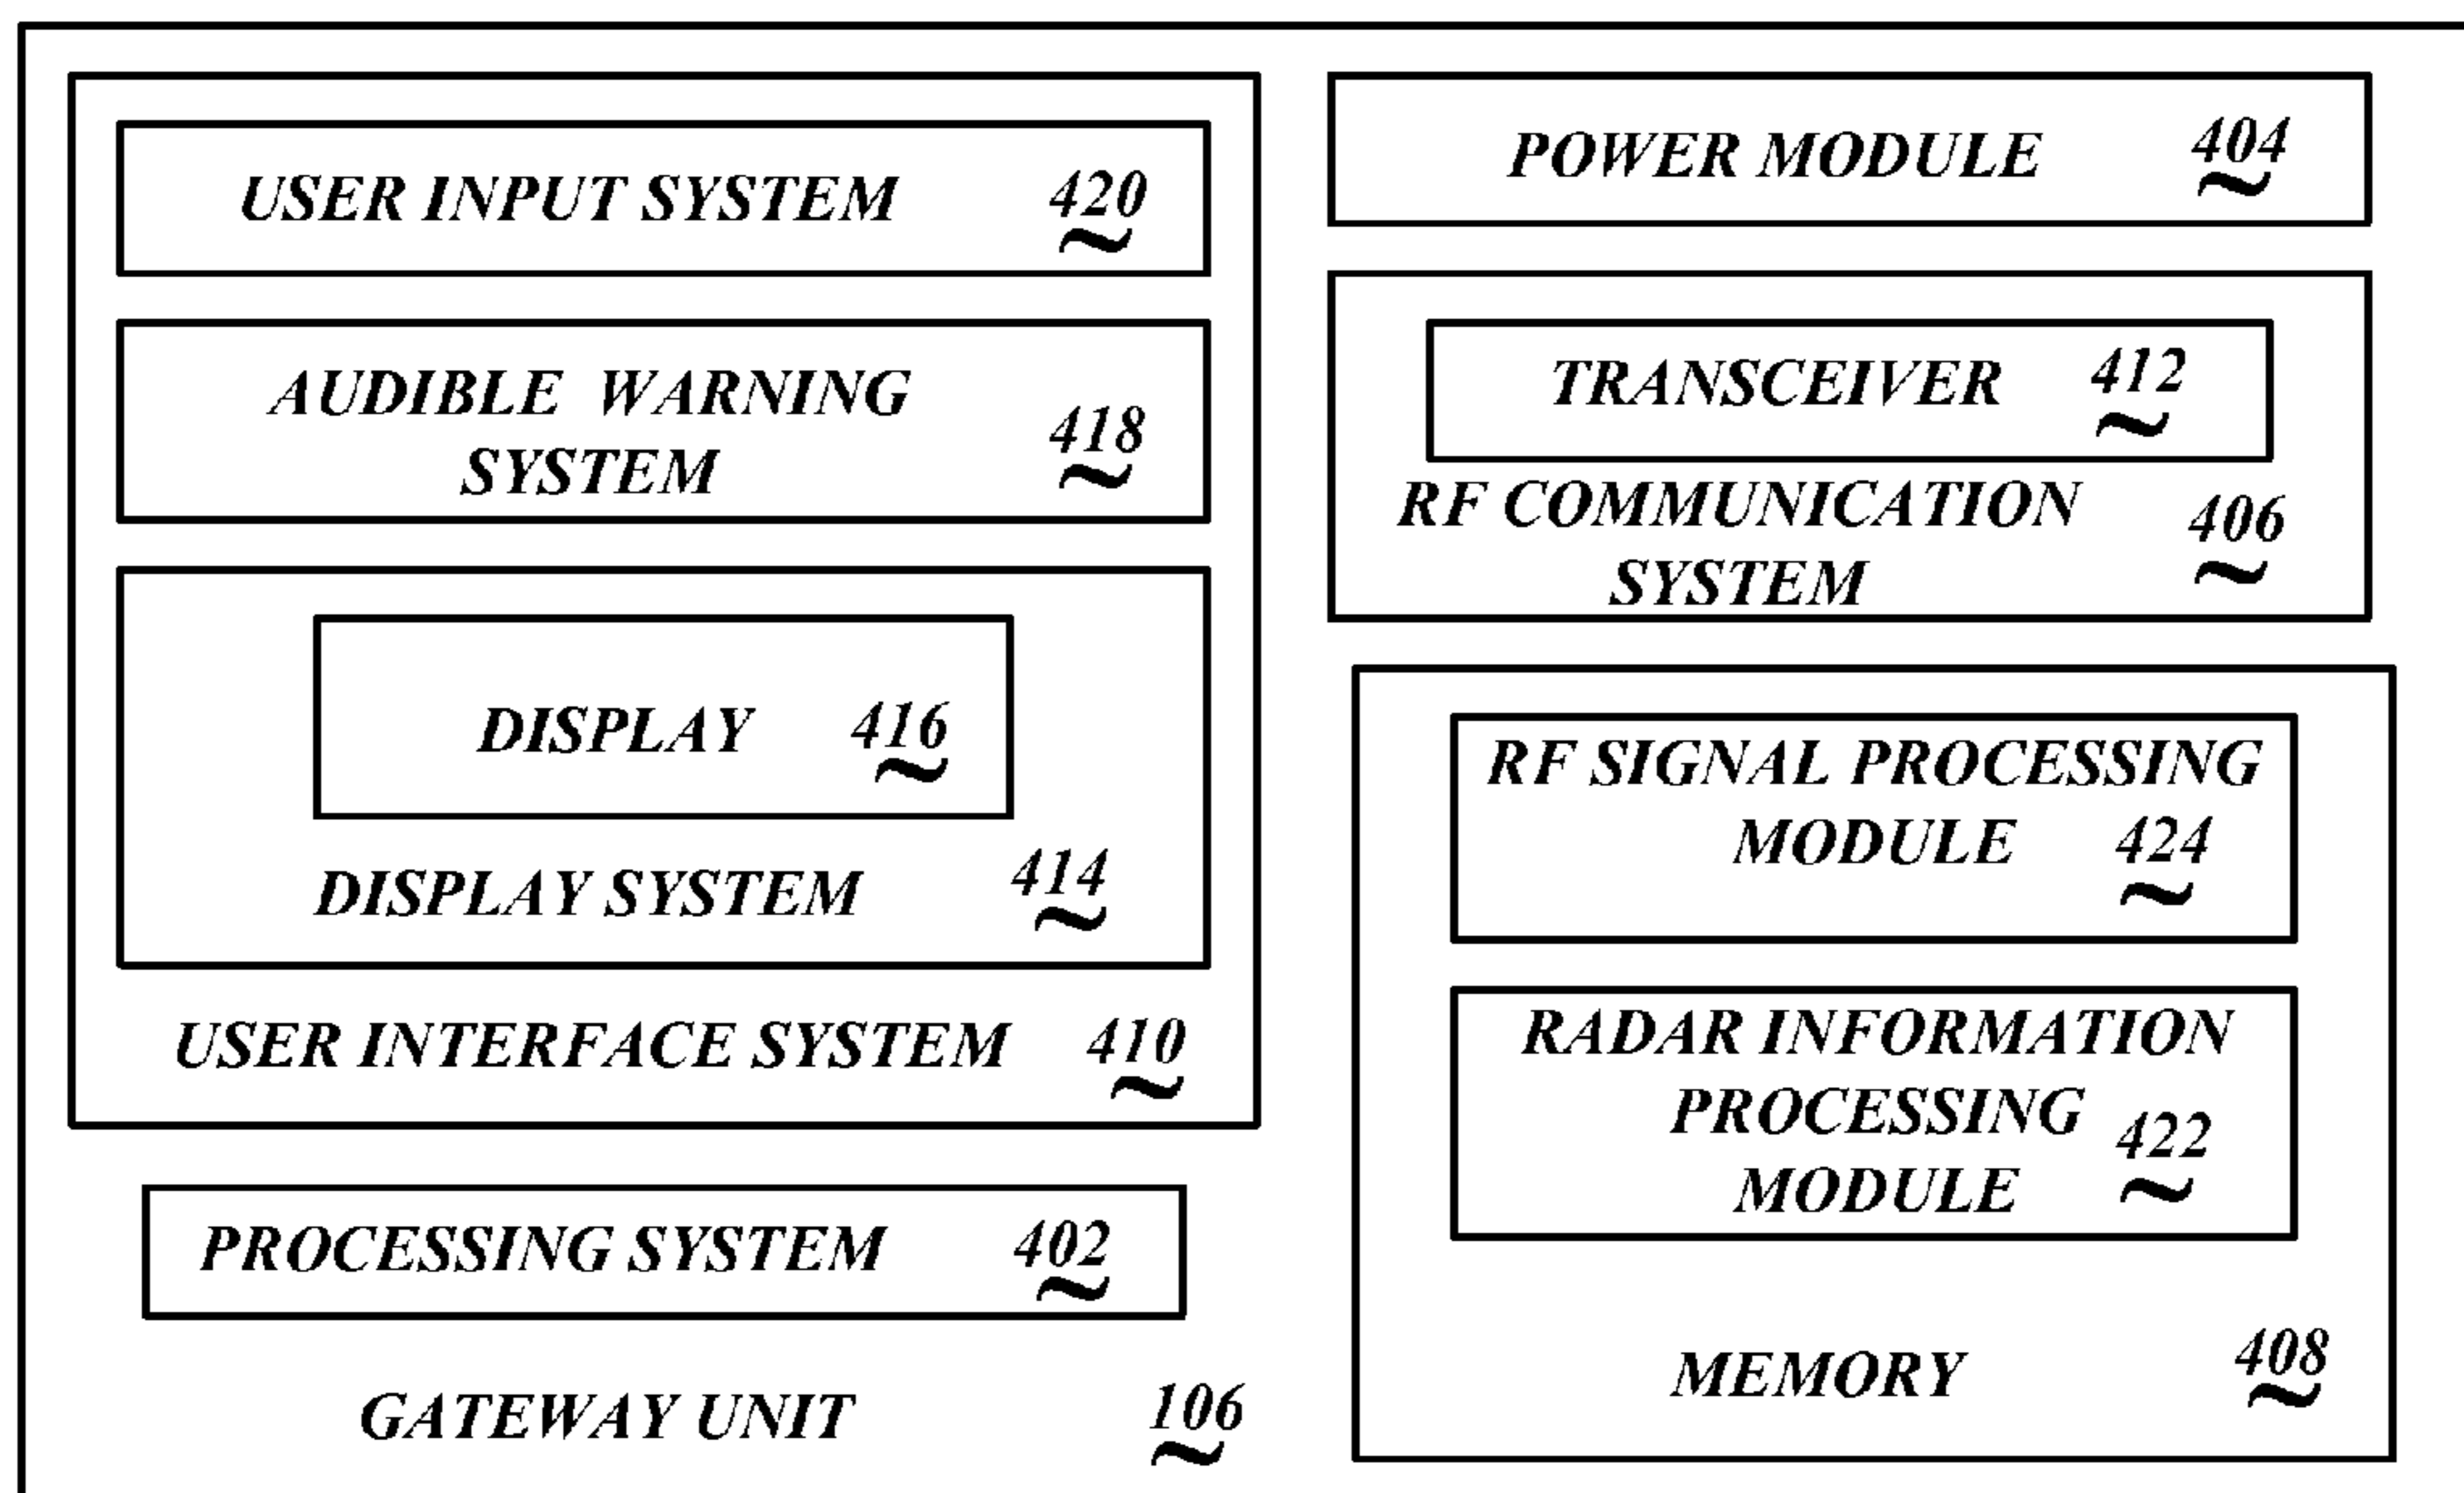 USER INPUT SYSTEM 420
AUDIBLE WARNING
SYSTEM 418
DISPLAY 416
DISPLAY SYSTEM 414
USER INTERFACE SYSTEM 410
PROCESSING SYSTEM 402
GATEWAY UNIT 106
POWER MODULE 404
TRANSCEIVER 412
RF COMMUNICATION
SYSTEM 406
RF SIGNAL PROCESSING
MODULE 424
RADAR INFORMATION
PROCESSING
MODULE 422
MEMORY 408